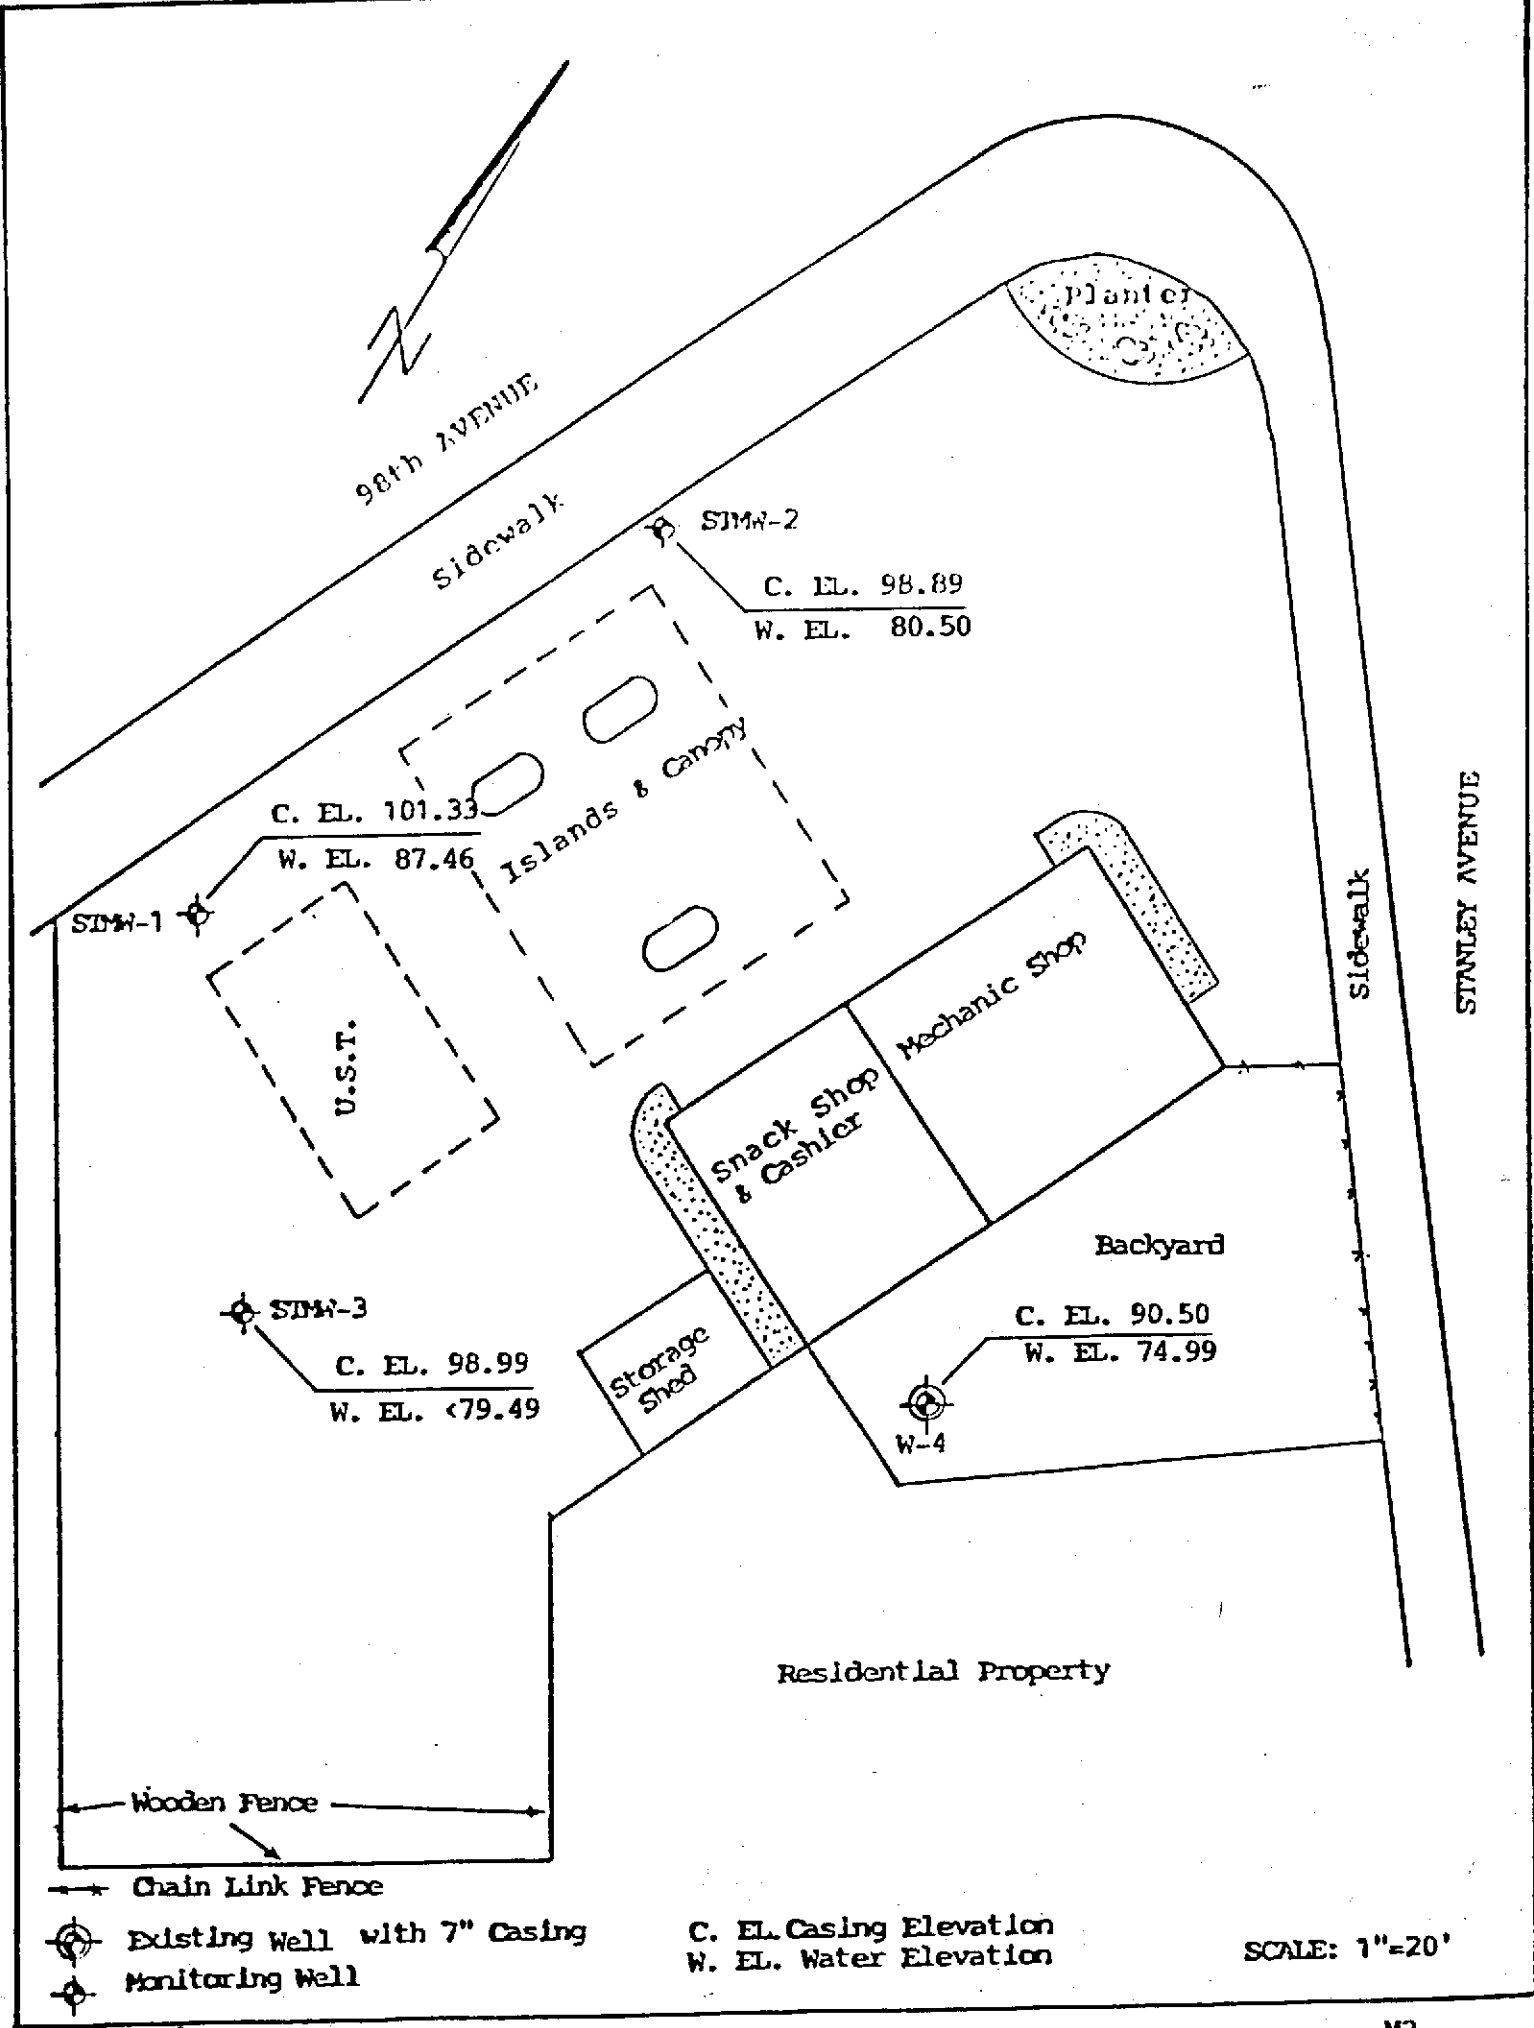 N
98th AVENUE
Sidewalk
Planter
STMW-2
C. EL. 98.89
W. EL. 80.50
Islands & Canopy
C. EL. 101.33
W. EL. 87.46
STMW-1
U.S.T.
STANLEY AVENUE
Sidewalk
Mechanic Shop
Snack Shop
& Cashier
Backyard
STMW-3
C. EL. 98.99
W. EL. <79.49
Storage
Shed
C. EL. 90.50
W. EL. 74.99
W-4
Residential Property
Wooden Fence
Chain Link Fence
Existing Well with 7" Casing
Monitoring Well
C. EL. Casing Elevation
W. EL. Water Elevation
SCALE: 1"=20'